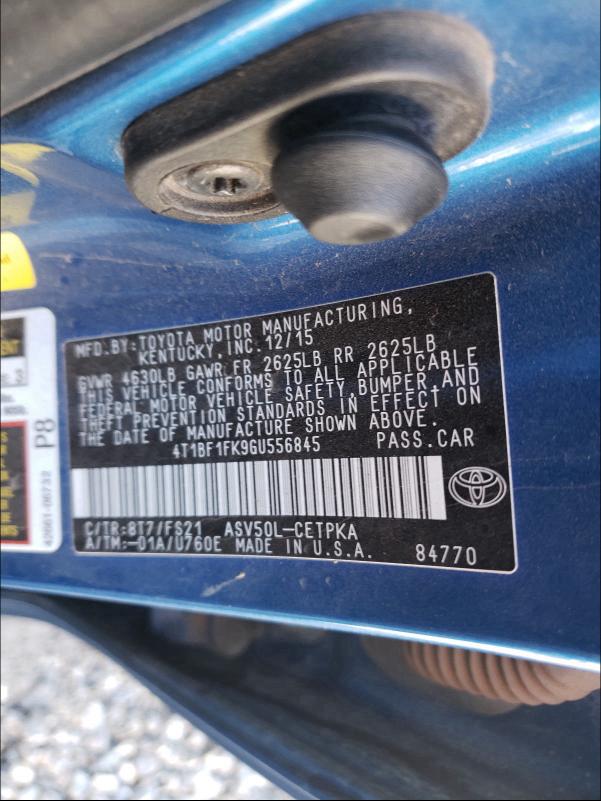 MFD.BY:TOYOTA MOTOR MANUFACTURING,
KENTUCKY,INC.12/15
GVWR 4630LB GAWR FR 2625LB RR 2625LB
THIS VEHICLE CONFORMS TO ALL APPLICABLE
FEDERAL MOTOR VEHICLE SAFETY,BUMPER,AND
THEFT PREVENTION STANDARDS IN EFFECT ON
THE DATE OF MANUFACTURE SHOWN ABOVE.
4T1BF1FK9GU556845 PASS.CAR
C/TR:8T7/FS21 ASV50L-CETPKA
A/TM:-01A/U760E MADE IN U.S.A. 84770
P8
42661-06732